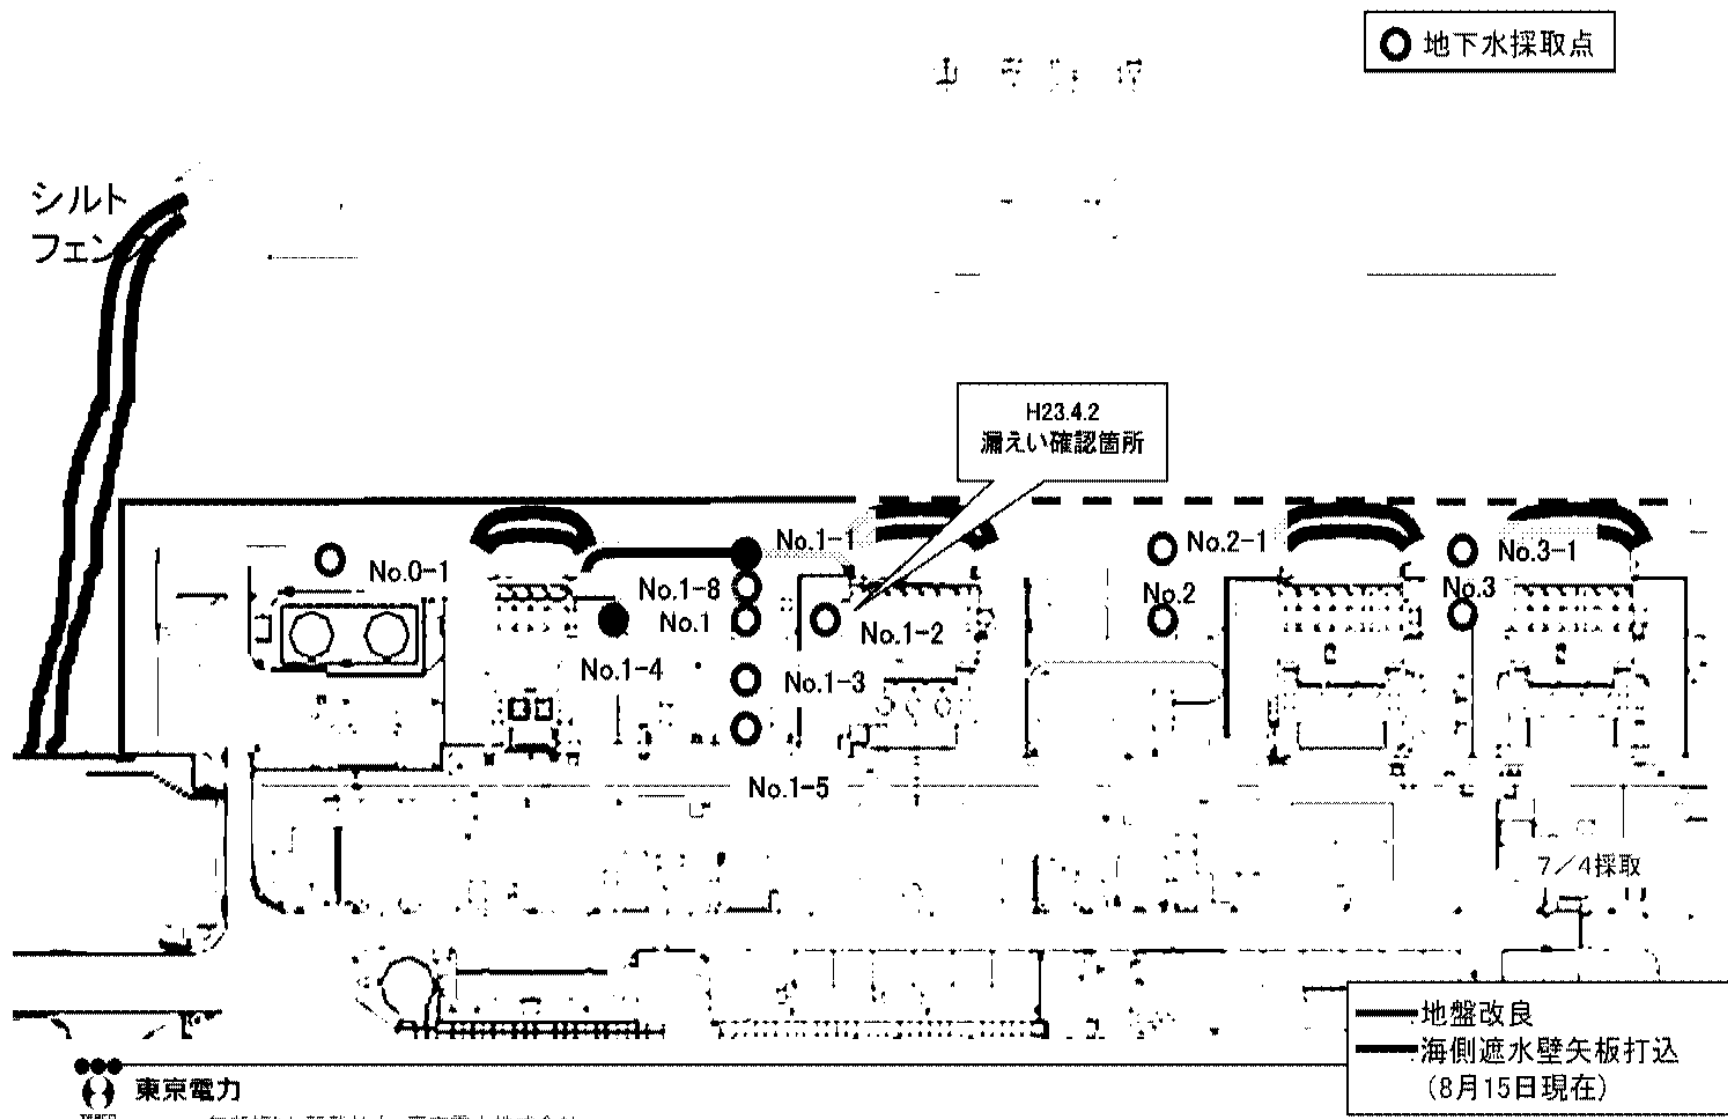 地下水採取点
シルト
フェンス
H23.4.2
漏えい確認箇所
No.1-1
No.2-1
No.3-1
No.0-1
No.1-8
No.2
No.3
No.1
No.1-2
No.1-4
No.1-3
No.1-5
7/4採取
地盤改良
海側遮水壁矢板打込
(8月15日現在)
東京電力